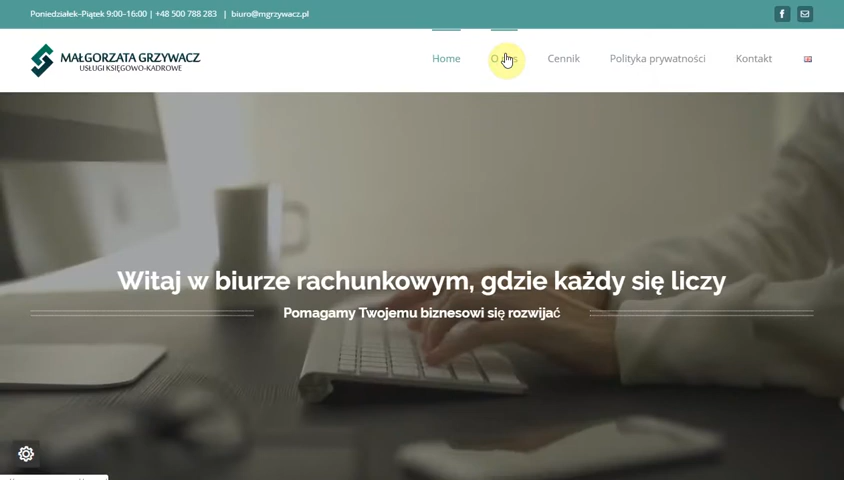 Poniedziałek–Piątek 9:00–16:00 | +48 500 788 283 | biuro@mgrzywacz.pl
MAŁGORZATA GRZYWACZ
USŁUGI KSIĘGOWO-KADROWE
Home
Cennik
Polityka prywatności
Kontakt
Witaj w biurze rachunkowym, gdzie każdy się liczy
Pomagamy Twojemu biznesowi się rozwijać